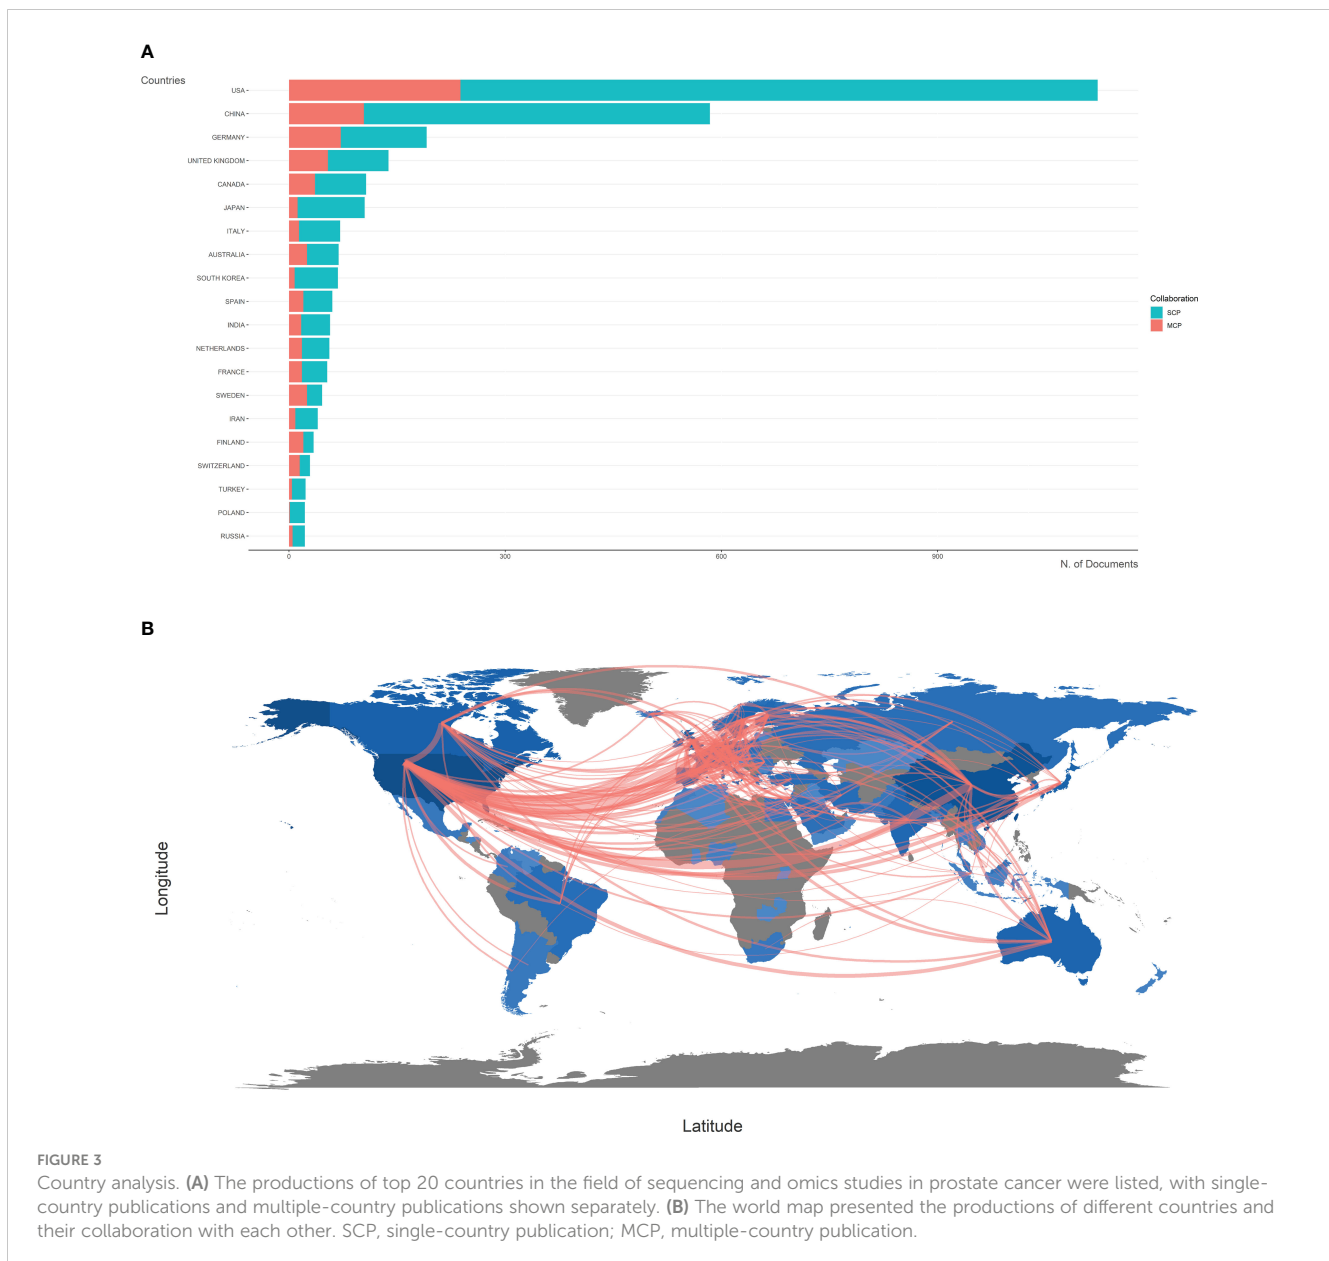 A
Countries
USA
CHINA
GERMANY
UNITED KINGDOM
CANADA
JAPAN
ITALY
AUSTRALIA
SOUTH KOREA
SPAIN
INDIA
NETHERLANDS
FRANCE
SWEDEN
IRAN
FINLAND
SWITZERLAND
TURKEY
POLAND
RUSSIA
0 300 600 900
N. of Documents
Collaboration
SCP
MCP
B
Longitude
Latitude
FIGURE 3
Country analysis. (A) The productions of top 20 countries in the field of sequencing and omics studies in prostate cancer were listed, with single-
country publications and multiple-country publications shown separately. (B) The world map presented the productions of different countries and
their collaboration with each other. SCP, single-country publication; MCP, multiple-country publication.